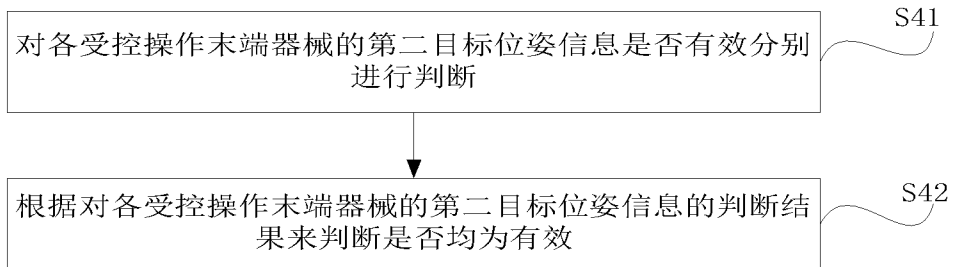 S41
对各受控操作末端器械的第二目标位姿信息是否有效分别
进行判断
S42
根据对各受控操作末端器械的第二目标位姿信息的判断结
果来判断是否均为有效